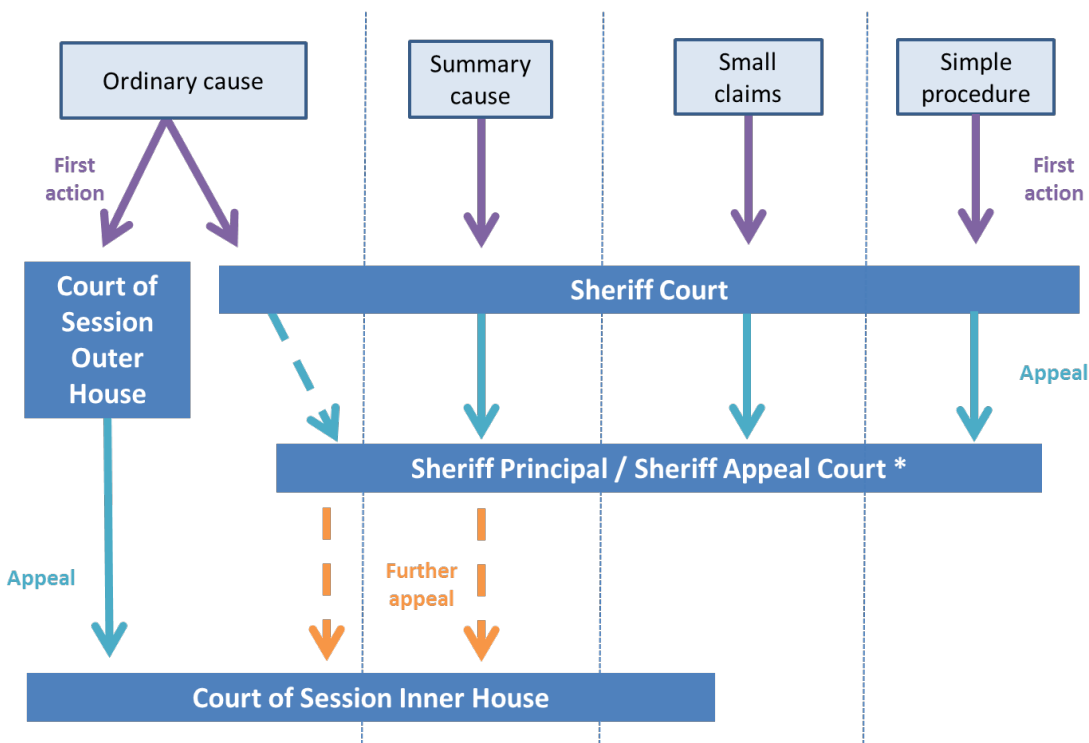 Ordinary cause
Summary
cause
Small
claims
Simple
procedure
First
action
First
action
Court of
Session
Outer
House
Sheriff Court
Appeal
Sheriff Principal / Sheriff Appeal Court *
Appeal
Further
appeal
Court of Session Inner House